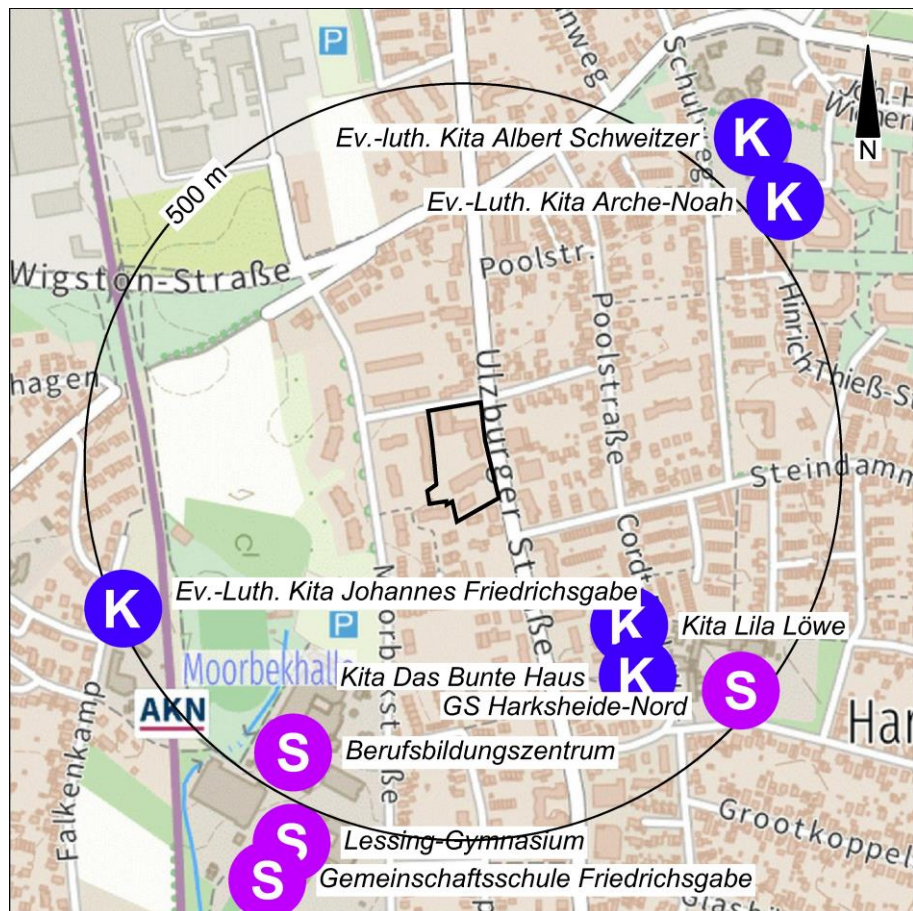 P
Schulweg
N
Ev.-luth. Kita Albert Schweitzer
K
Ev.-Luth. Kita Arche-Noah
K
500 m
Wigston-Straße
Poolstr.
Poolstraße
Hinrich-Thieß-S
hagen
Ulzburger Straße
Steindamm
Cordt
K
Ev.-Luth. Kita Johannes Friedrichsgabe
P
K
Kita Lila Löwe
Moorbekhalle
Kita Das Bunte Haus
K
GS Harksheide-Nord
S
AKN
Har
S
Berufsbildungszentrum
Falkenkamp
Grootkoppel
S
Lessing-Gymnasium
S
Gemeinschaftsschule Friedrichsgabe